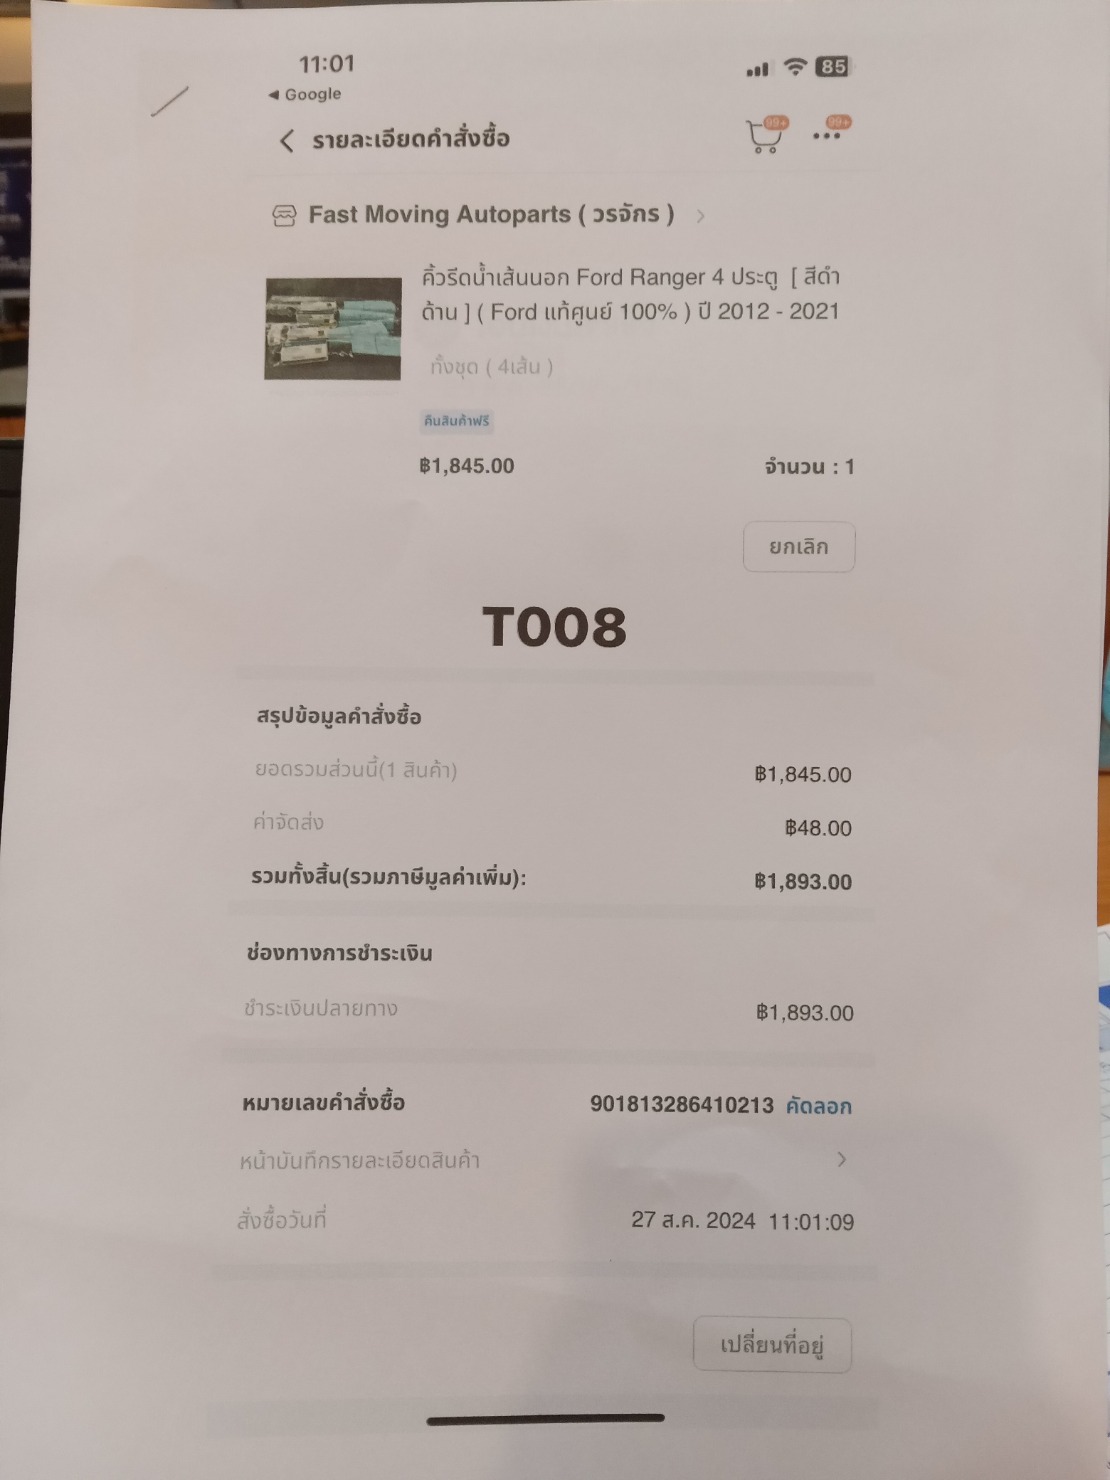 11:01
85
◄ Google
รายละเอียดคำสั่งซื้อ
99+
99+
Fast Moving Autoparts ( วรจักร )
คิ้วรีดน้ำเส้นนอก Ford Ranger 4 ประตู [ สีดำ
ด้าน ] ( Ford แท้ศูนย์ 100% ) ปี 2012 - 2021
ทั้งชุด ( 4เส้น )
คืนสินค้าฟรี
฿1,845.00 จำนวน : 1
ยกเลิก
T008
สรุปข้อมูลคำสั่งซื้อ
ยอดรวมส่วนนี้(1 สินค้า) ฿1,845.00
ค่าจัดส่ง ฿48.00
รวมทั้งสิ้น(รวมภาษีมูลค่าเพิ่ม): ฿1,893.00
ช่องทางการชำระเงิน
ชำระเงินปลายทาง ฿1,893.00
หมายเลขคำสั่งซื้อ 901813286410213 คัดลอก
หน้าบันทึกรายละเอียดสินค้า
สั่งซื้อวันที่ 27 ส.ค. 2024 11:01:09
เปลี่ยนที่อยู่